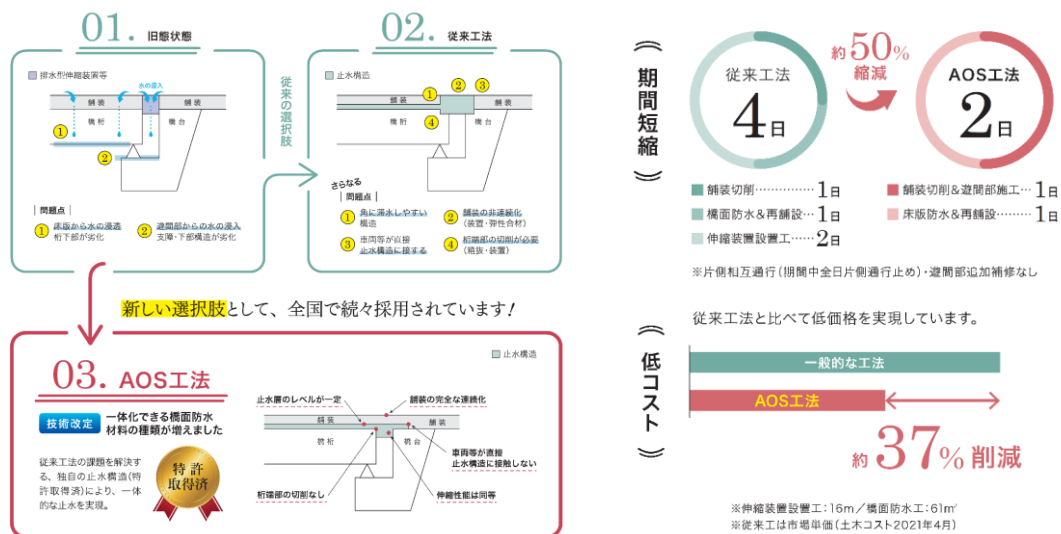 01. 旧態状態
排水型伸縮装置等
水の浸入
舗装
舗装
橋桁
橋台
1
2
問題点
1 床版から水の浸透
桁下部が劣化
2 遊間部からの水の浸入
支障・下部構造が劣化
従来の選択肢
02. 従来工法
止水構造
1 2 3
舗装
舗装
4
橋桁
橋台
さらなる
問題点
1 角に滞水しやすい
構造
2 舗装の非連続化
(装置・弾性合材)
3 車両等が直接
止水構造に接する
4 桁端部の切削が必要
(箱抜・装置)
新しい選択肢として、全国で続々採用されています!
03. AOS工法
技術改定
一体化できる橋面防水
材料の種類が増えました
従来工法の課題を解決す
る、独自の止水構造(特
許取得済)により、一体
的な止水を実現。
特許
取得済
止水構造
止水層のレベルが一定
舗装の完全な連続化
舗装
舗装
橋桁
橋台
車両等が直接
止水構造に接触しない
桁端部の切削なし
伸縮性能は同等
期間短縮
従来工法
4日
約50%
縮減
AOS工法
2日
舗装切削……………1日
橋面防水&再舗設…1日
伸縮装置設置工……2日
舗装切削&遊間部施工…1日
床版防水&再舗設……1日
※片側相互通行(期間中全日片側通行止め)・遊間部追加補修なし
低コスト
従来工法と比べて低価格を実現しています。
一般的な工法
AOS工法
約37%削減
※伸縮装置設置工:16m/橋面防水工:61㎡
※従来工は市場単価(土木コスト2021年4月)